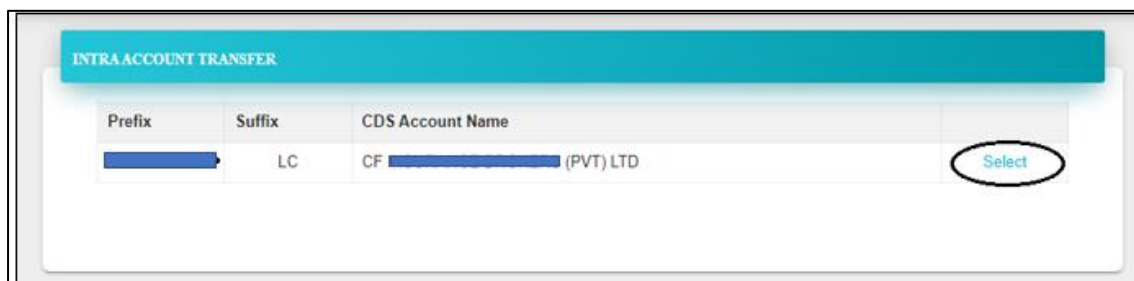 INTRA ACCOUNT TRANSFER
Prefix Suffix CDS Account Name
LC CF (PVT) LTD Select